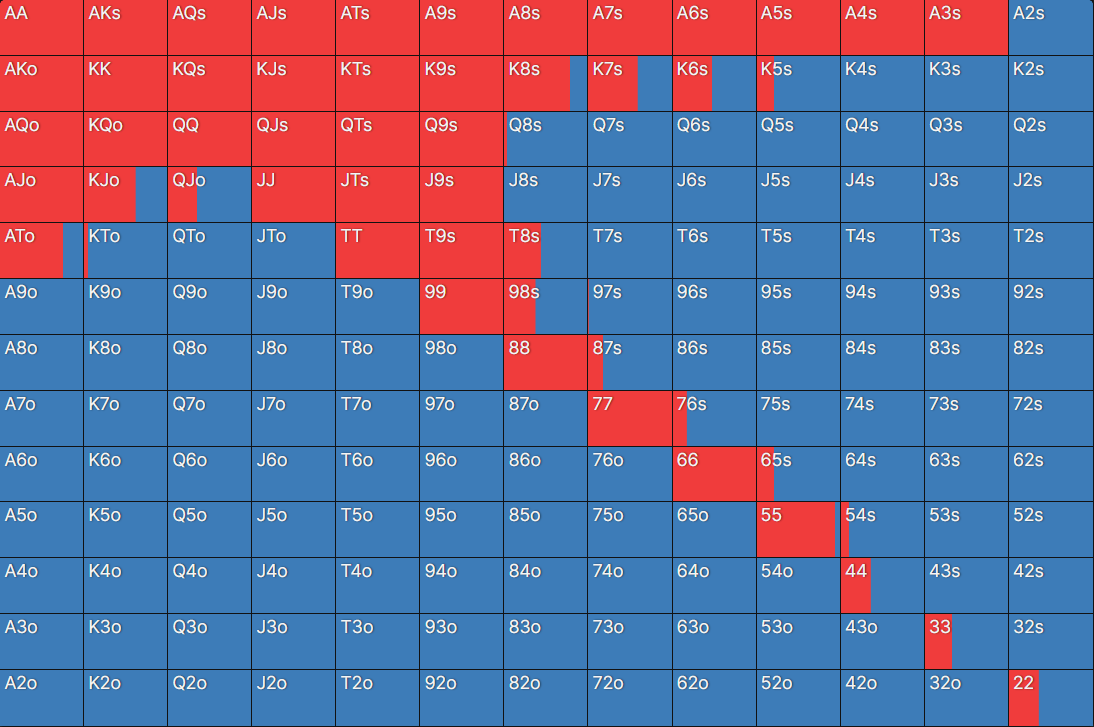 AA AKs AQs AJs ATs A9s A8s A7s A6s A5s A4s A3s A2s
AKo KK KQs KJs KTs K9s K8s K7s K6s K5s K4s K3s K2s
AQo KQo QQ QJs QTs Q9s Q8s Q7s Q6s Q5s Q4s Q3s Q2s
AJo KJo QJo JJ JTs J9s J8s J7s J6s J5s J4s J3s J2s
ATo KTo QTo JTo TT T9s T8s T7s T6s T5s T4s T3s T2s
A9o K9o Q9o J9o T9o 99 98s 97s 96s 95s 94s 93s 92s
A8o K8o Q8o J8o T8o 98o 88 87s 86s 85s 84s 83s 82s
A7o K7o Q7o J7o T7o 97o 87o 77 76s 75s 74s 73s 72s
A6o K6o Q6o J6o T6o 96o 86o 76o 66 65s 64s 63s 62s
A5o K5o Q5o J5o T5o 95o 85o 75o 65o 55 54s 53s 52s
A4o K4o Q4o J4o T4o 94o 84o 74o 64o 54o 44 43s 42s
A3o K3o Q3o J3o T3o 93o 83o 73o 63o 53o 43o 33 32s
A2o K2o Q2o J2o T2o 92o 82o 72o 62o 52o 42o 32o 22